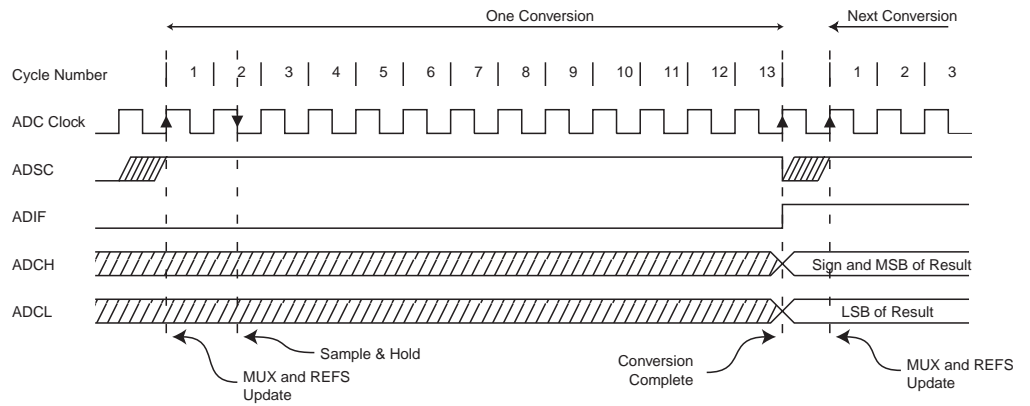 One Conversion
Next Conversion
Cycle Number 1 2 3 4 5 6 7 8 9 10 11 12 13 1 2 3
ADC Clock
ADSC
ADIF
ADCH
Sign and MSB of Result
ADCL
LSB of Result
Sample & Hold
MUX and REFS
Update
Conversion
Complete
MUX and REFS
Update